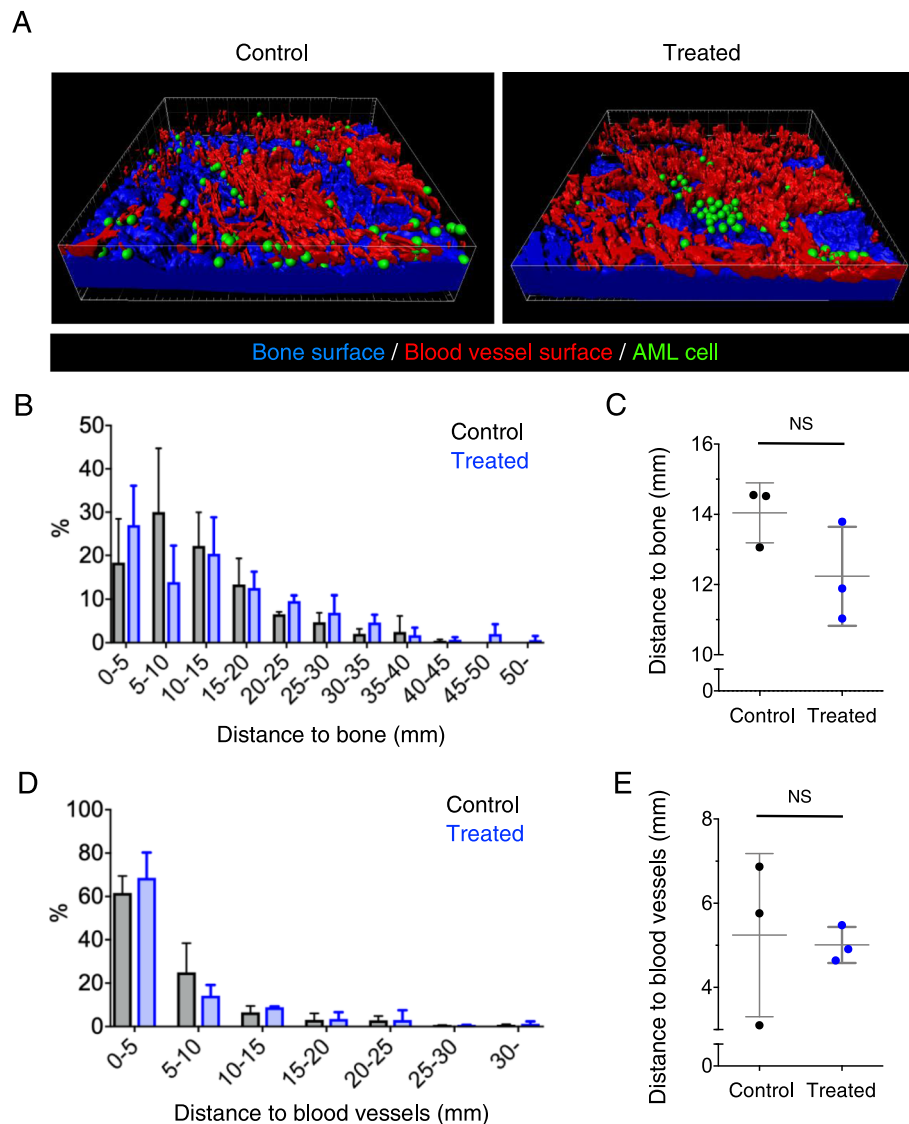 A
Control
Treated
Bone surface / Blood vessel surface / AML cell
B
50
40
30
20
10
0
%
Control
Treated
0-5
5-10
10-15
15-20
20-25
25-30
30-35
35-40
40-45
45-50
50-
Distance to bone (mm)
C
NS
16
14
12
10
0
Distance to bone (mm)
Control
Treated
D
100
80
60
40
20
0
%
Control
Treated
0-5
5-10
10-15
15-20
20-25
25-30
30-
Distance to blood vessels (mm)
E
NS
8
6
4
0
Distance to blood vessels (mm)
Control
Treated